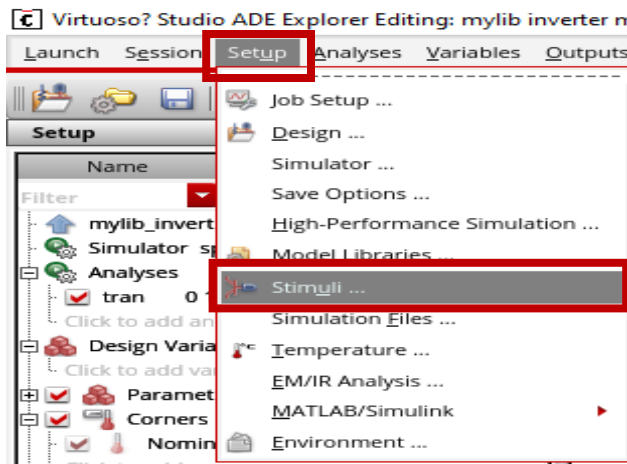 Virtuoso? Studio ADE Explorer Editing: mylib inverter
Launch Session Setup Analyses Variables Outputs
Setup
Name
Filter
mylib_invert
Simulator
Analyses
tran 0
Click to add an
Design Varia
Click to add va
Paramet
Corners
Nomin
Job Setup ...
Design ...
Simulator ...
Save Options ...
High-Performance Simulation ...
Model Libraries ...
Stimuli ...
Simulation Files ...
Temperature ...
EM/IR Analysis ...
MATLAB/Simulink
Environment ...